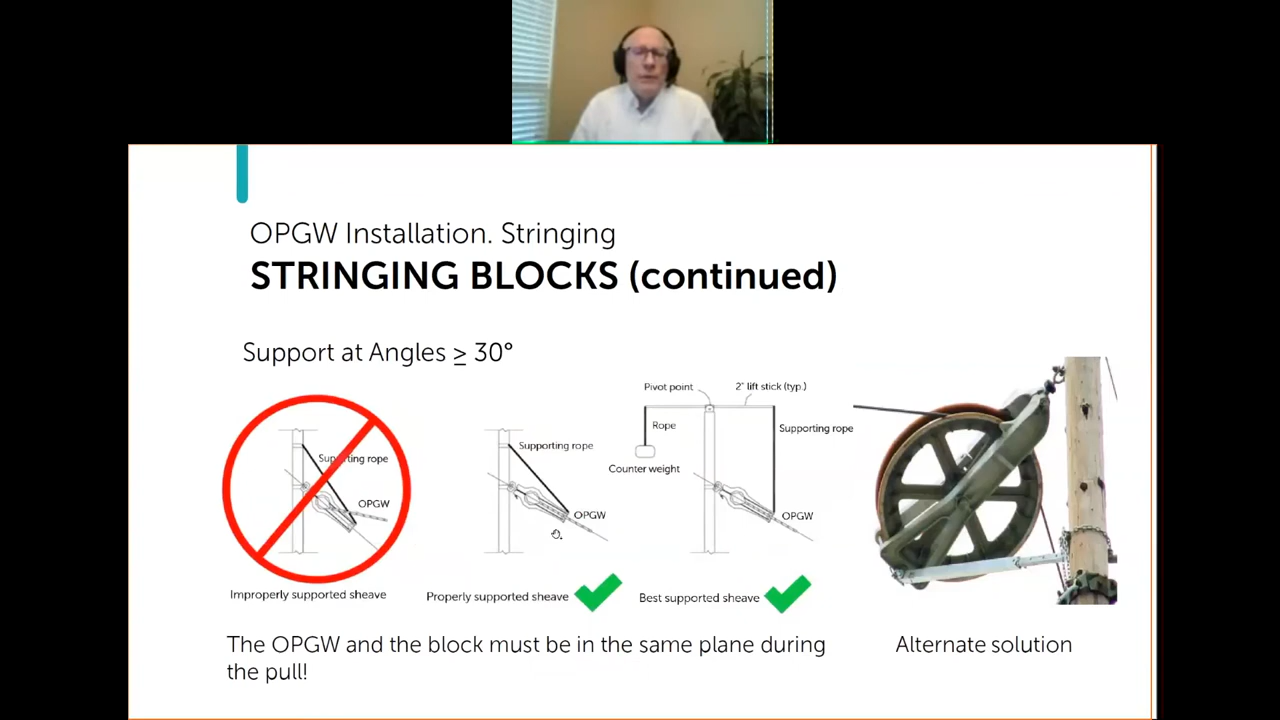 OPGW Installation. Stringing
STRINGING BLOCKS (continued)
Support at Angles ≥ 30°
Supporting rope
OPGW
Improperly supported sheave
Supporting rope
OPGW
Properly supported sheave
Pivot point
2" lift stick (typ.)
Rope
Supporting rope
Counter weight
OPGW
Best supported sheave
The OPGW and the block must be in the same plane during
the pull!
Alternate solution